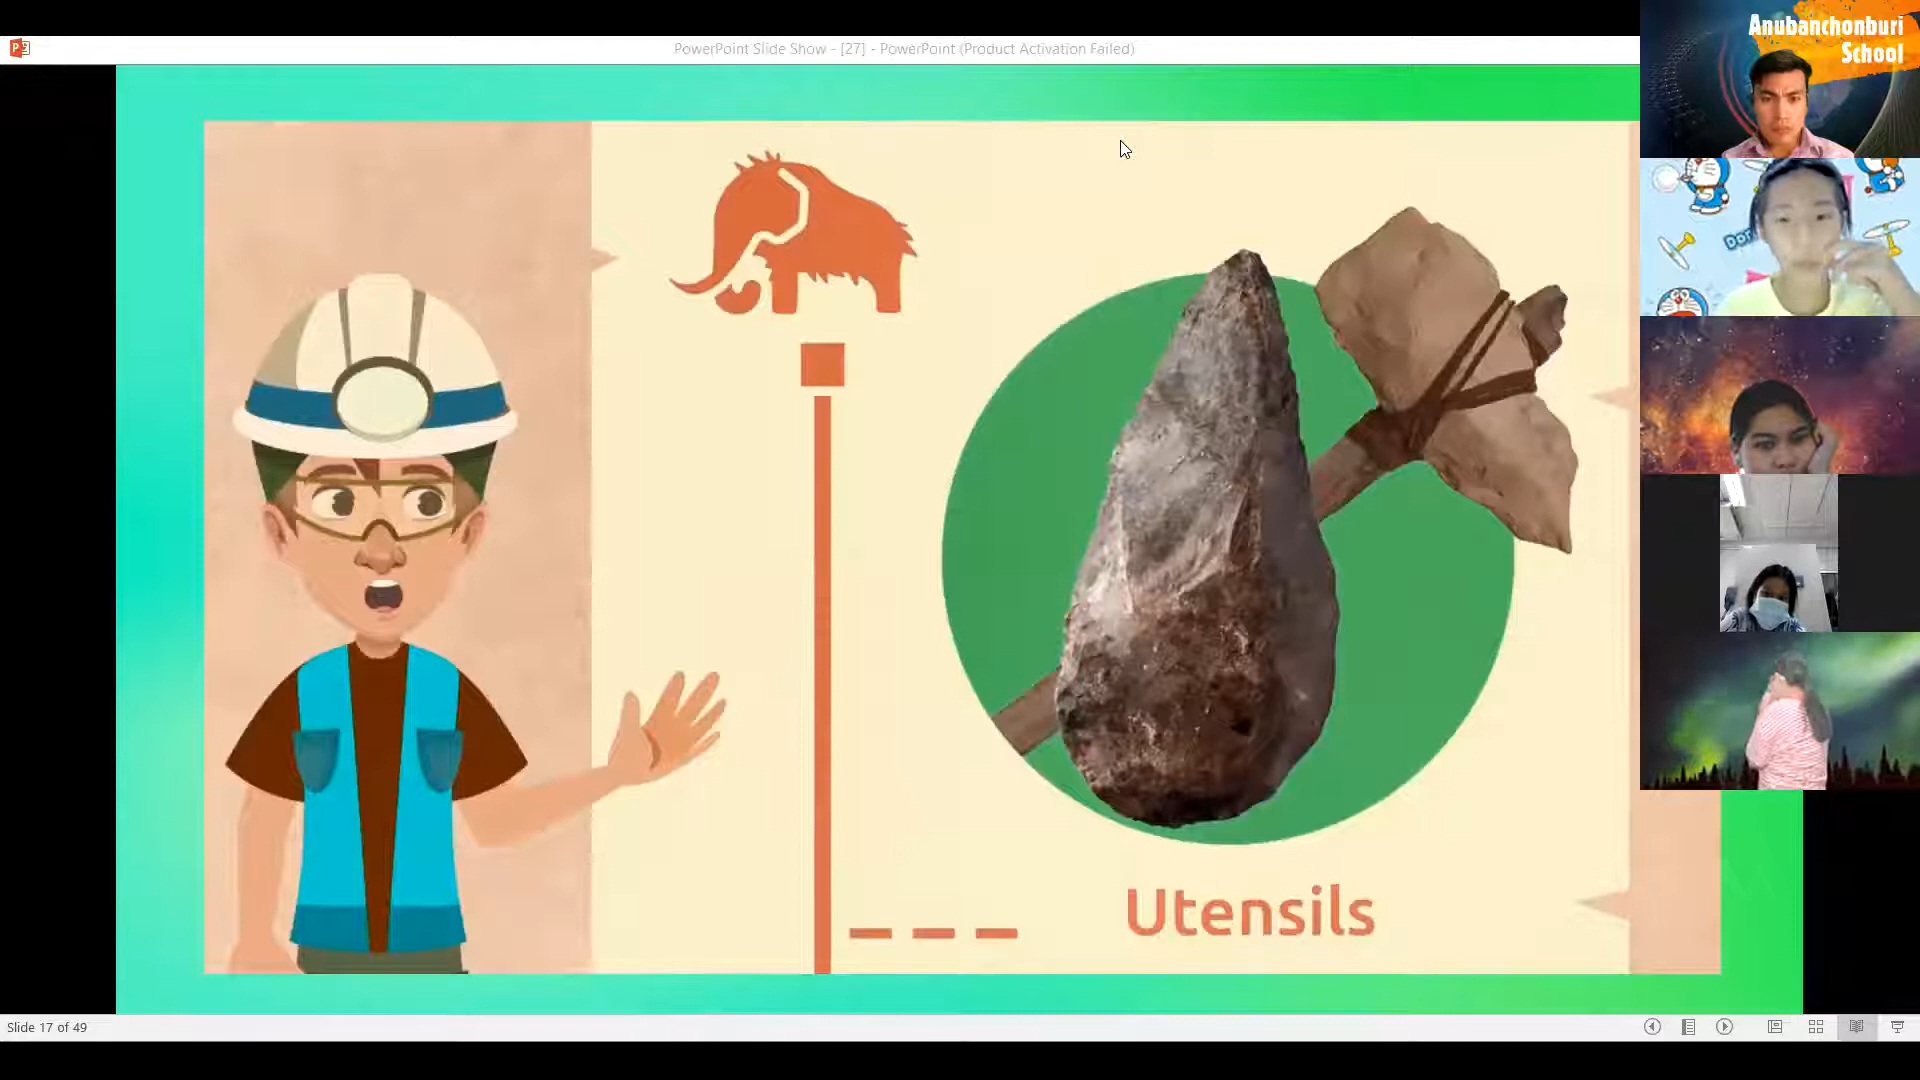 PowerPoint Slide Show - [27] - PowerPoint (Product Activation Failed)
Anubanchonburi
School
Utensils
Slide 17 of 49